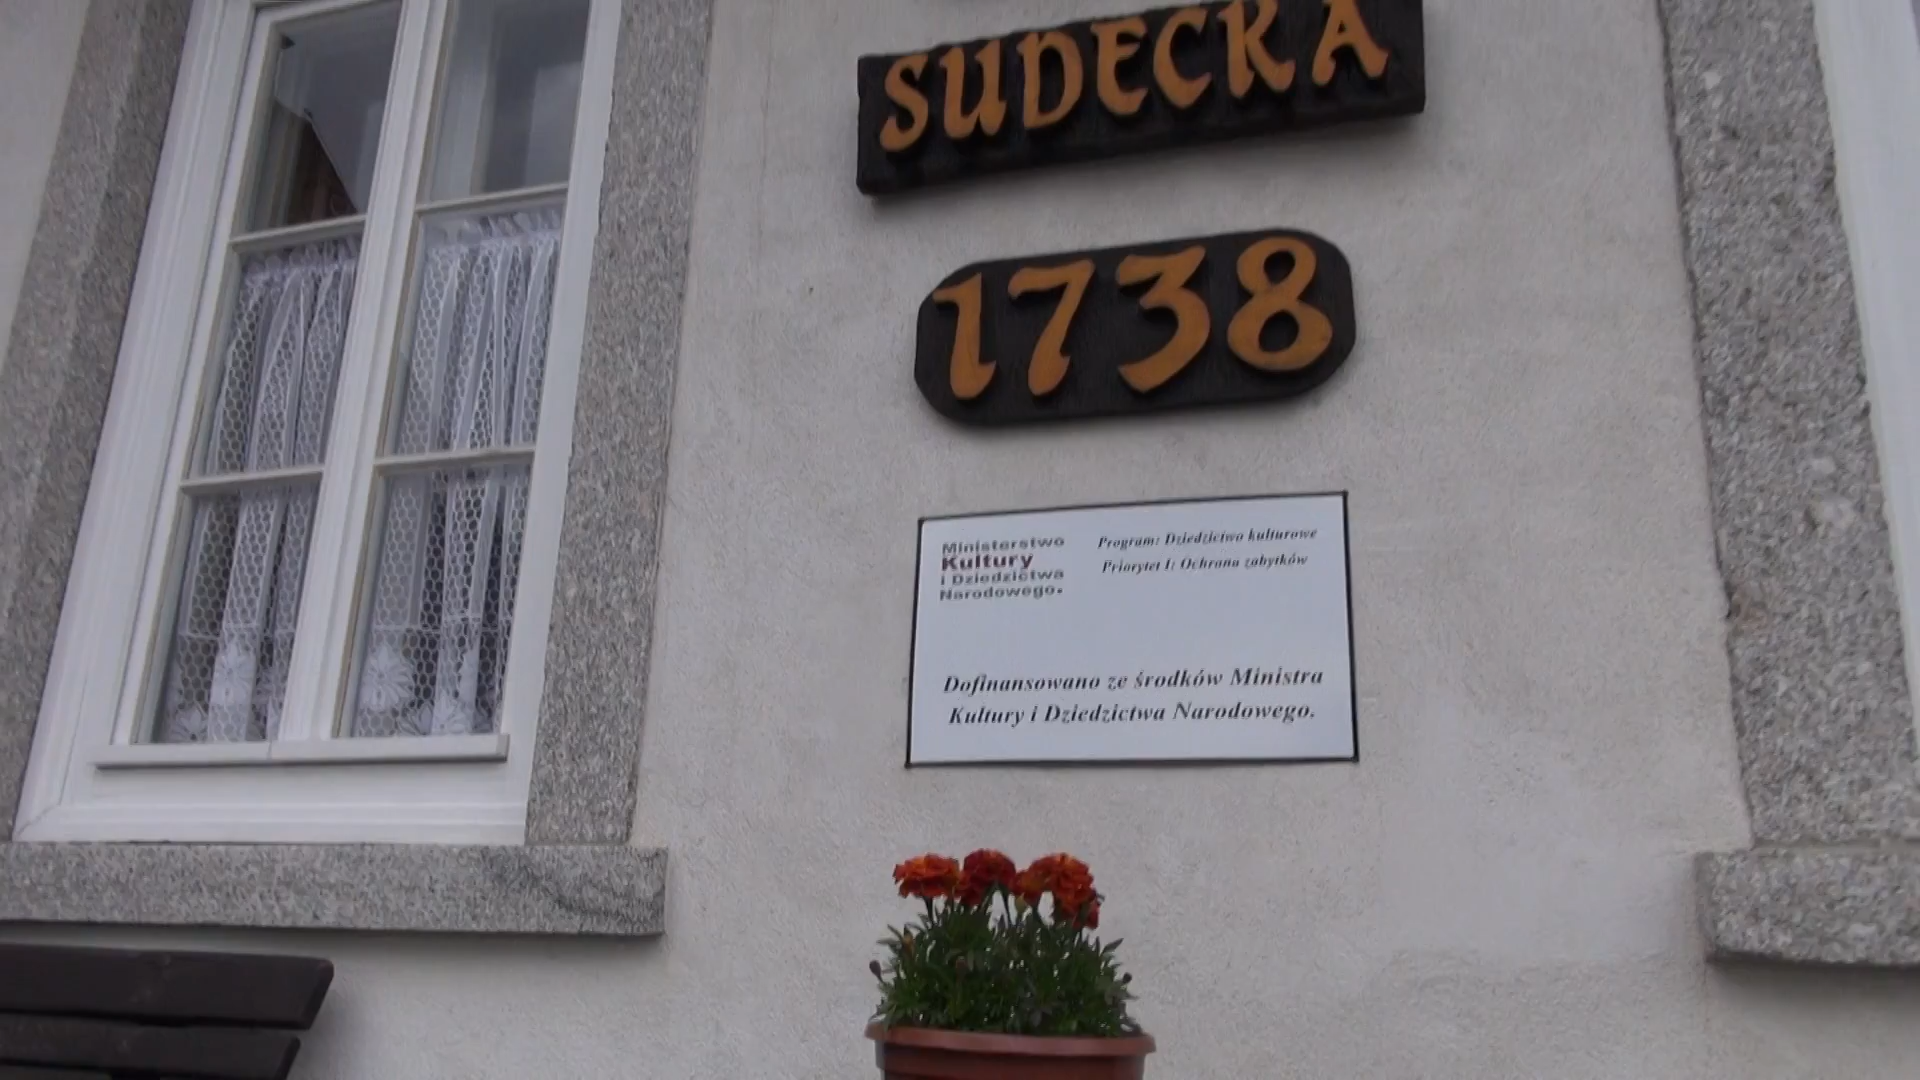 SUDECKA
1738
Ministerstwo
Kultury
i Dziedzictwa
Narodowego.
Program: Dziedzictwo kulturowe
Priorytet I: Ochrona zabytków
Dofinansowano ze środków Ministra
Kultury i Dziedzictwa Narodowego.